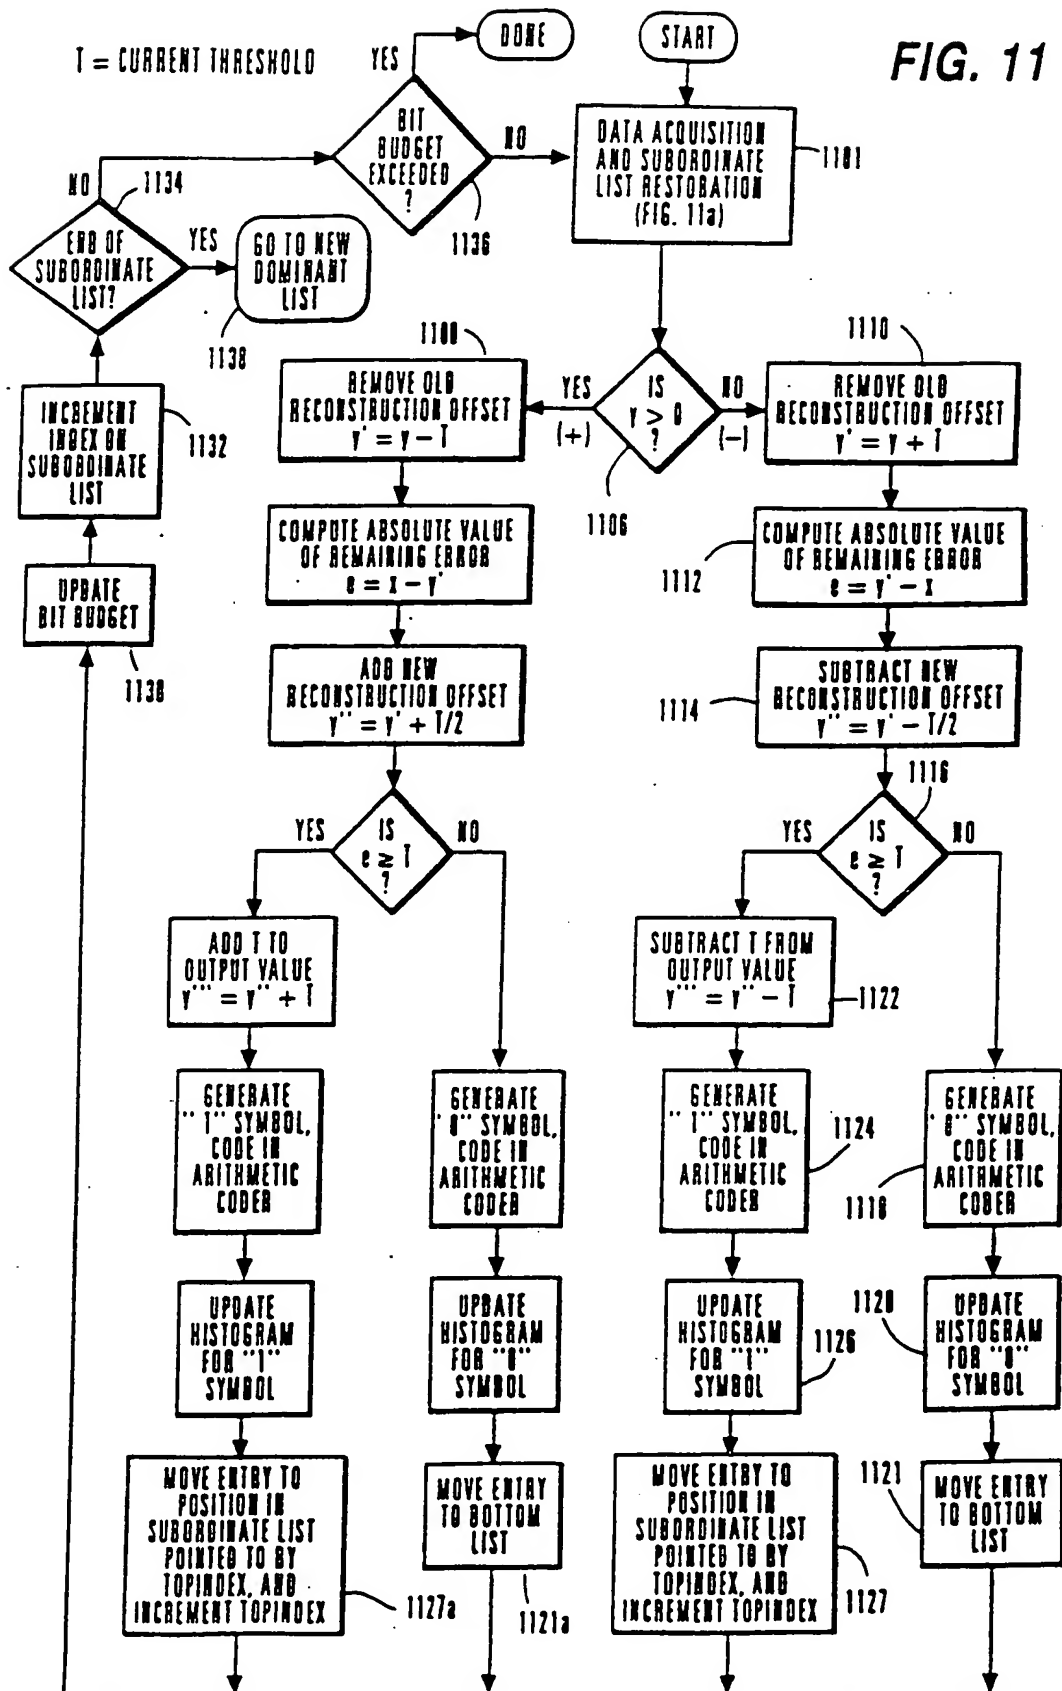 FIG. 11
T = CURRENT THRESHOLD
YES
DONE
START
BIT
BUDGET
EXCEEDED
?
NO
1136
DATA ACQUISITION
AND SUBORDINATE
LIST RESTORATION
(FIG. 11a)
1101
NO
1134
END OF
SUBORDINATE
LIST?
YES
GO TO NEW
DOMINANT
LIST
1138
INCREMENT
INDEX ON
SUBORDINATE
LIST
1132
UPDATE
BIT BUDGET
1130
IS
y > 0
?
YES
(+)
NO
(−)
1106
1108
REMOVE OLD
RECONSTRUCTION OFFSET
y' = y − T
1110
REMOVE OLD
RECONSTRUCTION OFFSET
y' = y + T
COMPUTE ABSOLUTE VALUE
OF REMAINING ERROR
e = x − y'
COMPUTE ABSOLUTE VALUE
OF REMAINING ERROR
e = y' − x
1112
ADD NEW
RECONSTRUCTION OFFSET
y'' = y' + T/2
SUBTRACT NEW
RECONSTRUCTION OFFSET
y'' = y' − T/2
1114
YES
IS
e ≥ T
?
NO
YES
IS
e ≥ T
?
NO
1116
ADD T TO
OUTPUT VALUE
y''' = y'' + T
SUBTRACT T FROM
OUTPUT VALUE
y''' = y'' − T
1122
GENERATE
"1" SYMBOL,
CODE IN
ARITHMETIC
CODER
GENERATE
'0" SYMBOL,
CODE IN
ARITHMETIC
CODER
GENERATE
"1" SYMBOL,
CODE IN
ARITHMETIC
CODER
1124
GENERATE
'0" SYMBOL,
CODE IN
ARITHMETIC
CODER
1118
UPDATE
HISTOGRAM
FOR "1"
SYMBOL
UPDATE
HISTOGRAM
FOR "0"
SYMBOL
UPDATE
HISTOGRAM
FOR "1"
SYMBOL
1126
UPDATE
HISTOGRAM
FOR "0"
SYMBOL
1120
MOVE ENTRY TO
POSITION IN
SUBORDINATE LIST
POINTED TO BY
TOPINDEX, AND
INCREMENT TOPINDEX
1127a
MOVE ENTRY
TO BOTTOM
LIST
1121a
MOVE ENTRY TO
POSITION IN
SUBORDINATE LIST
POINTED TO BY
TOPINDEX, AND
INCREMENT TOPINDEX
1127
MOVE ENTRY
TO BOTTOM
LIST
1121